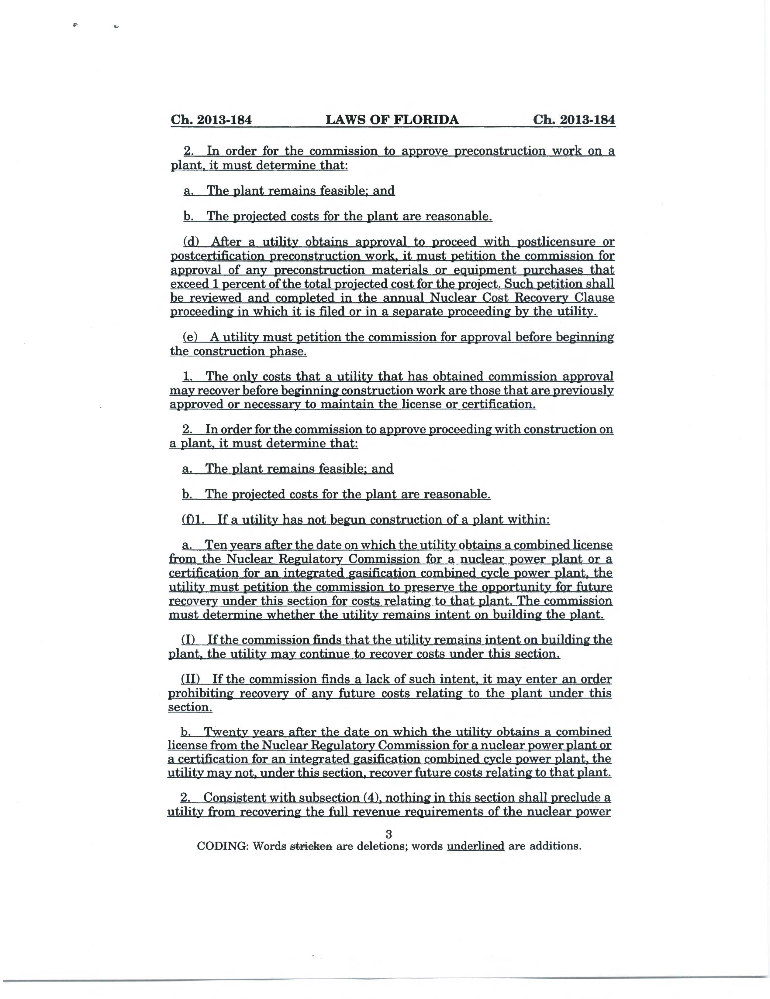 Ch. 2013-184 LAWS OF FLORIDA Ch. 2013-184
2. In order for the commission to approve preconstruction work on a
plant, it must determine that:
a. The plant remains feasible; and
b. The projected costs for the plant are reasonable.
(d) After a utility obtains approval to proceed with postlicensure or
postcertification preconstruction work, it must petition the commission for
approval of any preconstruction materials or equipment purchases that
exceed 1 percent of the total projected cost for the project. Such petition shall
be reviewed and completed in the annual Nuclear Cost Recovery Clause
proceeding in which it is filed or in a separate proceeding by the utility.
(e) A utility must petition the commission for approval before beginning
the construction phase.
1. The only costs that a utility that has obtained commission approval
may recover before beginning construction work are those that are previously
approved or necessary to maintain the license or certification.
2. In order for the commission to approve proceeding with construction on
a plant, it must determine that:
a. The plant remains feasible; and
b. The projected costs for the plant are reasonable.
(f)1. If a utility has not begun construction of a plant within:
a. Ten years after the date on which the utility obtains a combined license
from the Nuclear Regulatory Commission for a nuclear power plant or a
certification for an integrated gasification combined cycle power plant, the
utility must petition the commission to preserve the opportunity for future
recovery under this section for costs relating to that plant. The commission
must determine whether the utility remains intent on building the plant.
(I) If the commission finds that the utility remains intent on building the
plant, the utility may continue to recover costs under this section.
(II) If the commission finds a lack of such intent, it may enter an order
prohibiting recovery of any future costs relating to the plant under this
section.
b. Twenty years after the date on which the utility obtains a combined
license from the Nuclear Regulatory Commission for a nuclear power plant or
a certification for an integrated gasification combined cycle power plant, the
utility may not, under this section, recover future costs relating to that plant.
2. Consistent with subsection (4), nothing in this section shall preclude a
utility from recovering the full revenue requirements of the nuclear power
3
CODING: Words stricken are deletions; words underlined are additions.